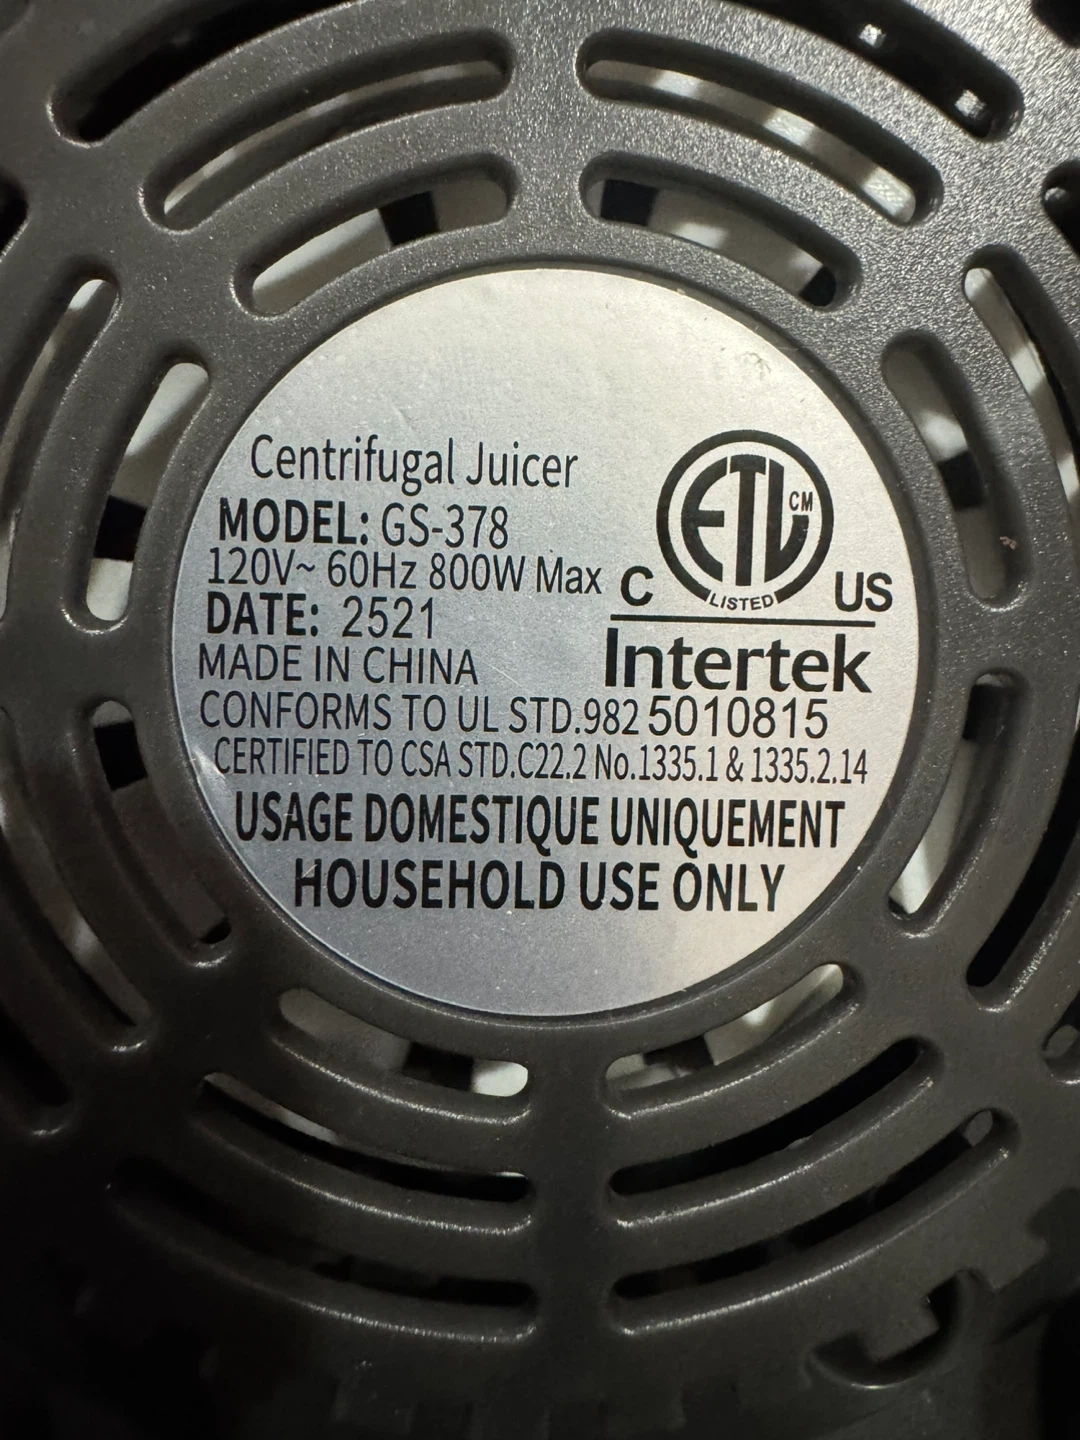 Centrifugal Juicer
MODEL: GS-378
120V~ 60Hz 800W Max
DATE: 2521
MADE IN CHINA
ETL CM
LISTED
C US
Intertek
CONFORMS TO UL STD.982 5010815
CERTIFIED TO CSA STD.C22.2 No.1335.1 & 1335.2.14
USAGE DOMESTIQUE UNIQUEMENT
HOUSEHOLD USE ONLY